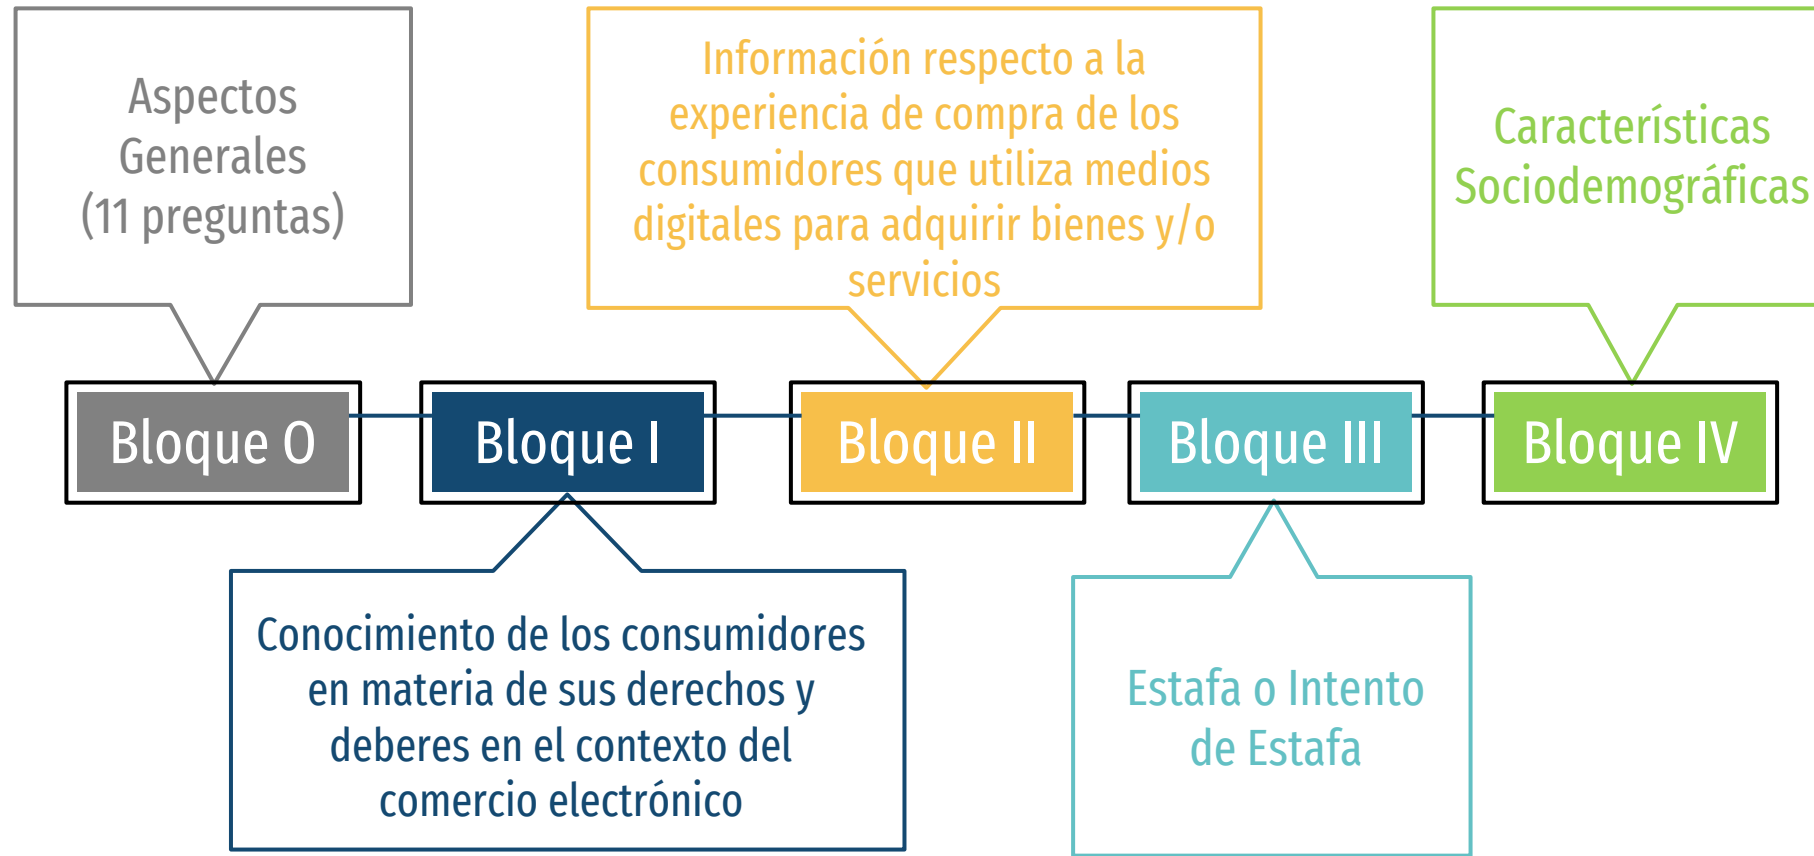 Aspectos
Generales
(11 preguntas)
Información respecto a la
experiencia de compra de los
consumidores que utiliza medios
digitales para adquirir bienes y/o
servicios
Características
Sociodemográficas
Bloque O
Bloque I
Bloque II
Bloque III
Bloque IV
Conocimiento de los consumidores
en materia de sus derechos y
deberes en el contexto del
comercio electrónico
Estafa o Intento
de Estafa